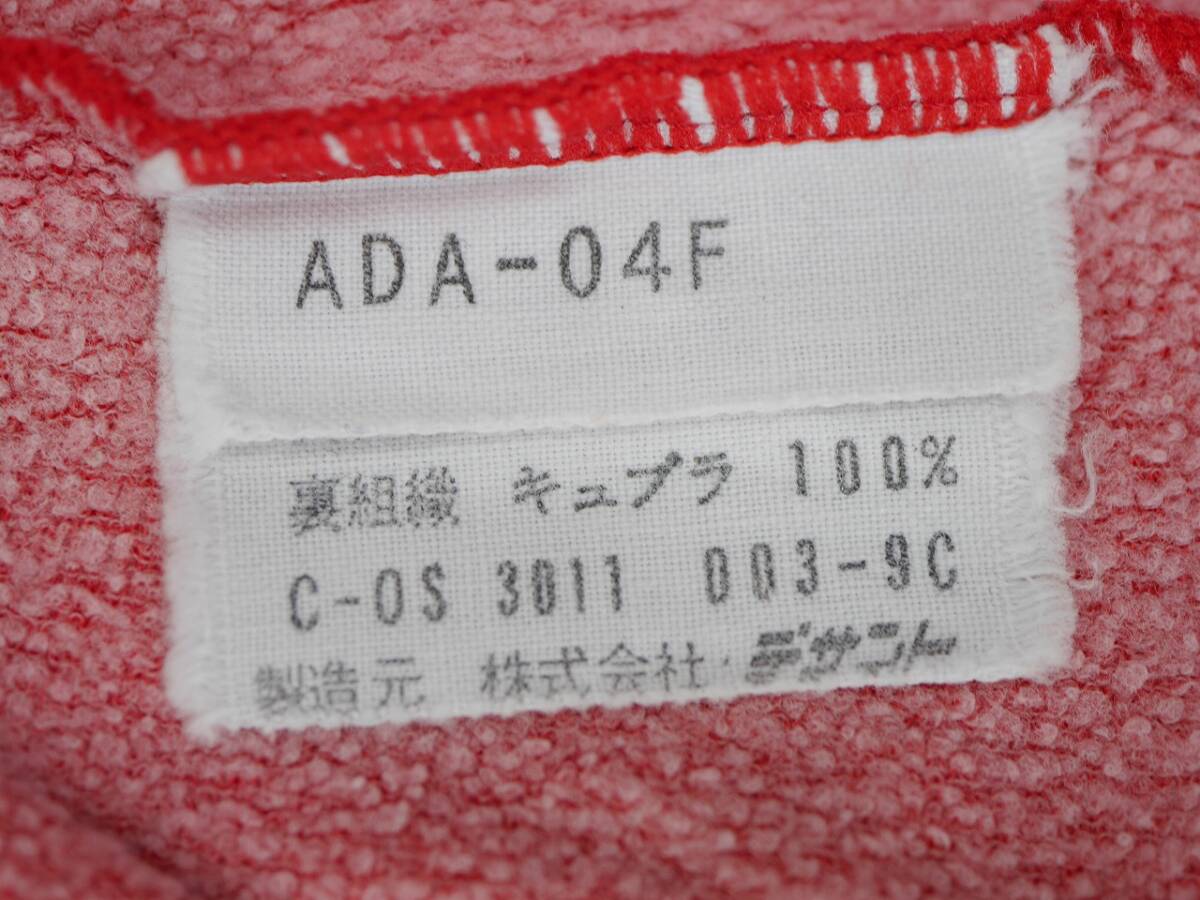 ADA-04F
裏組織 キュプラ 100%
C-OS 3011 003-9C
製造元 株式会社 デサント